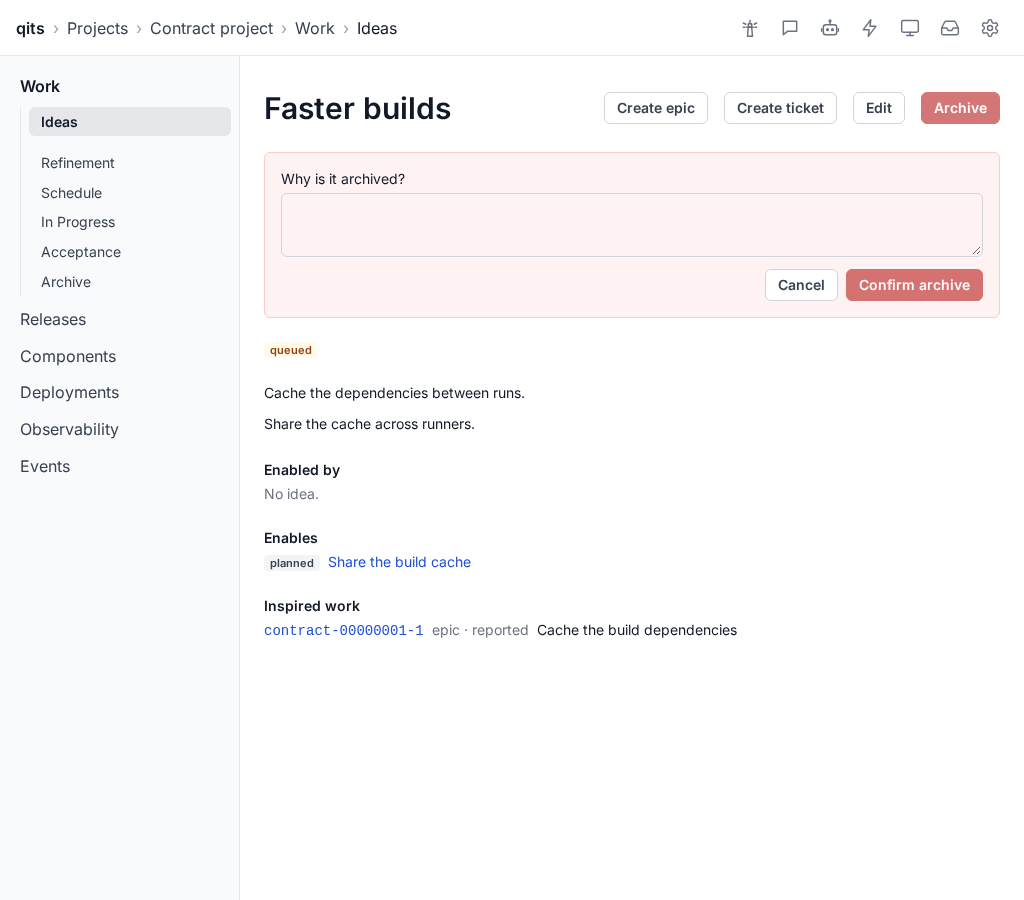 qits › Projects › Contract project › Work › Ideas
Work
Ideas
Refinement
Schedule
In Progress
Acceptance
Archive
Releases
Components
Deployments
Observability
Events
Faster builds
Create epic
Create ticket
Edit
Archive
Why is it archived?
Cancel
Confirm archive
queued
Cache the dependencies between runs.
Share the cache across runners.
Enabled by
No idea.
Enables
planned Share the build cache
Inspired work
contract-00000001-1 epic · reported Cache the build dependencies